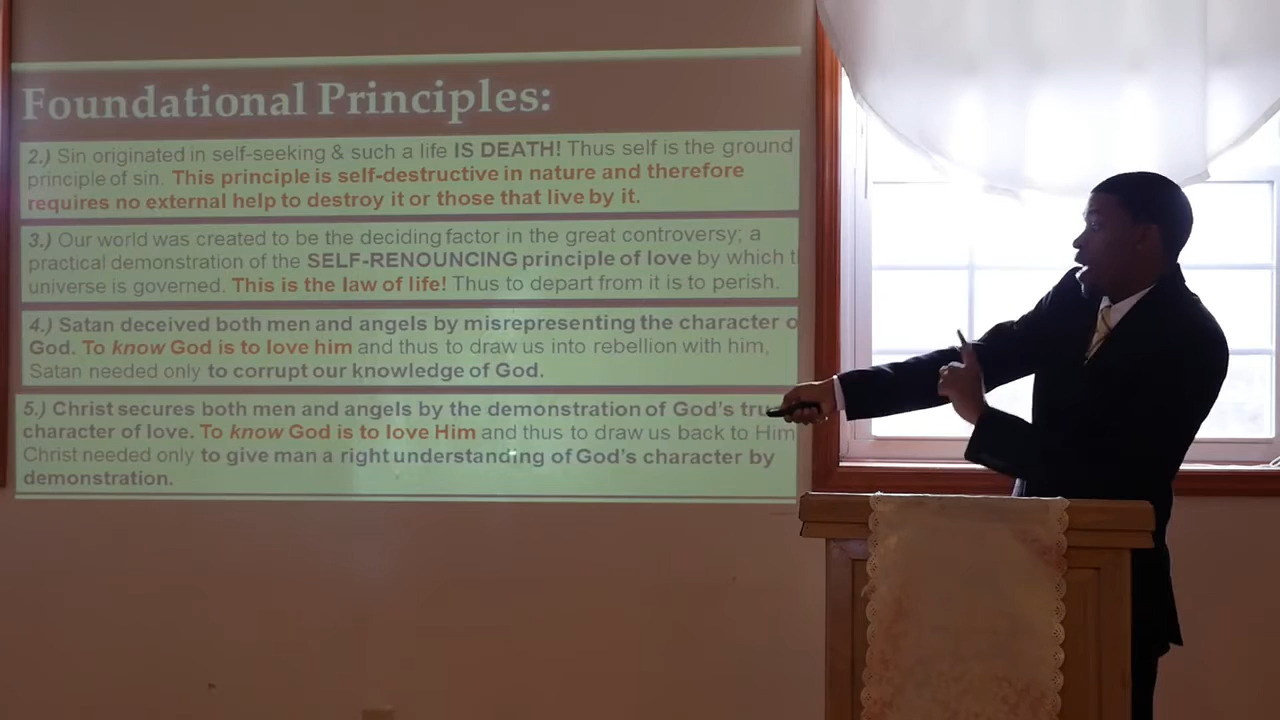 Foundational Principles:
2.) Sin originated in self-seeking & such a life IS DEATH! Thus self is the ground
principle of sin. This principle is self-destructive in nature and therefore
requires no external help to destroy it or those that live by it.
3.) Our world was created to be the deciding factor in the great controversy; a
practical demonstration of the SELF-RENOUNCING principle of love by which
universe is governed. This is the law of life! Thus to depart from it is to perish.
4.) Satan deceived both men and angels by misrepresenting the character
God. To know God is to love him and thus to draw us into rebellion with him,
Satan needed only to corrupt our knowledge of God.
5.) Christ secures both men and angels by the demonstration of God's
character of love. To know God is to love Him and thus to draw us back to Him
Christ needed only to give man a right understanding of God's character by
demonstration.